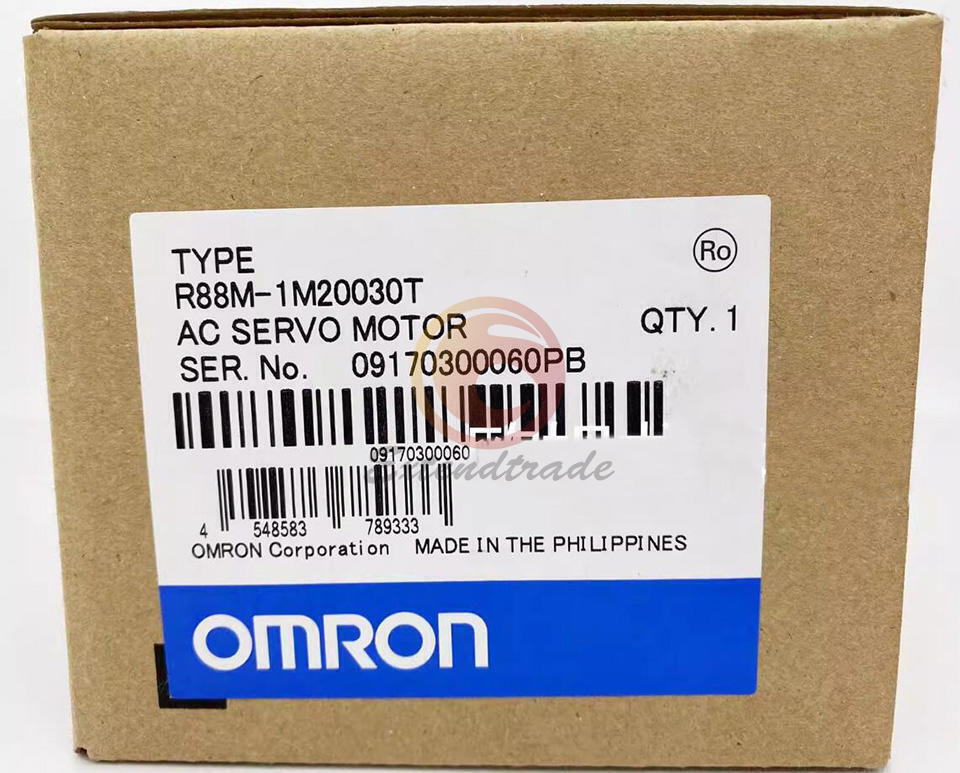 TYPE
Ro
R88M-1M20030T
AC SERVO MOTOR QTY. 1
SER. No. 09170300060PB
09170300060
extendtrade
4 548583 789333
OMRON Corporation MADE IN THE PHILIPPINES
OMRON